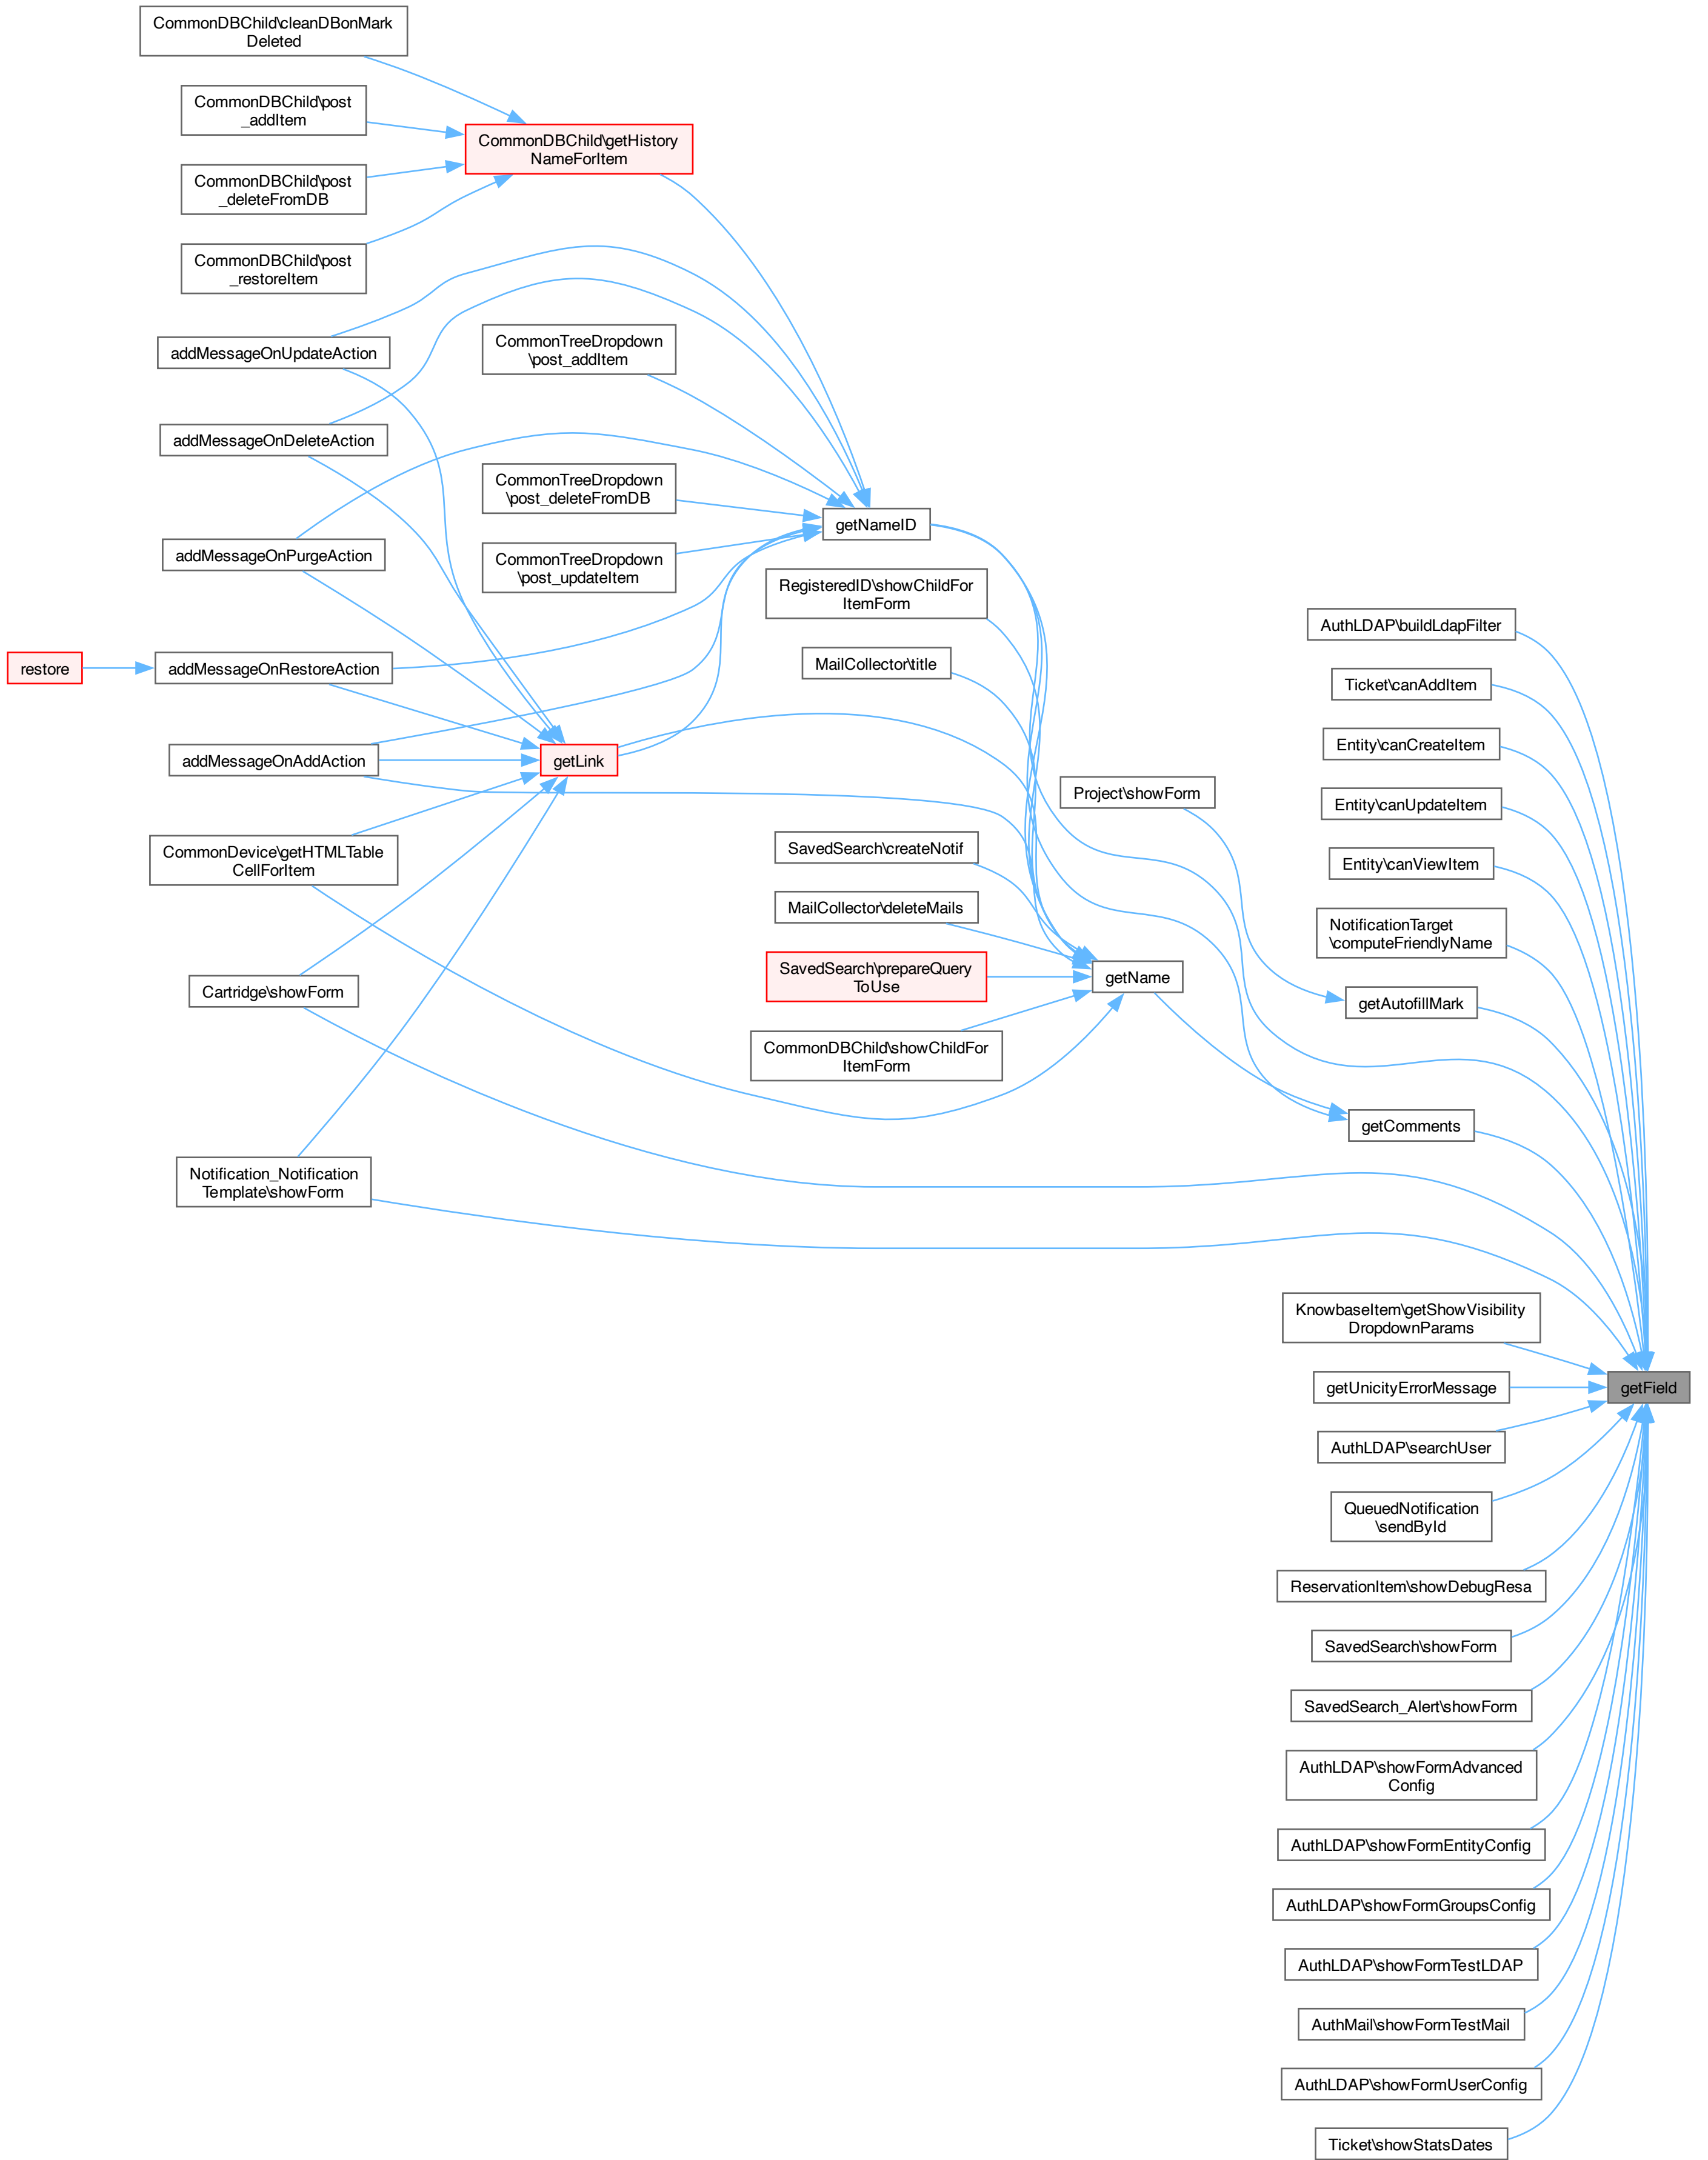 CommonDBChild\cleanDBonMark
Deleted
CommonDBChild\post
_addItem
CommonDBChild\getHistory
NameForItem
CommonDBChild\post
_deleteFromDB
CommonDBChild\post
_restoreItem
addMessageOnUpdateAction
CommonTreeDropdown
\post_addItem
addMessageOnDeleteAction
CommonTreeDropdown
\post_deleteFromDB
getNameID
addMessageOnPurgeAction
CommonTreeDropdown
\post_updateItem
RegisteredID\showChildFor
ItemForm
AuthLDAP\buildLdapFilter
restore
addMessageOnRestoreAction
MailCollector\title
Ticket\canAddItem
Entity\canCreateItem
addMessageOnAddAction
getLink
Project\showForm
Entity\canUpdateItem
CommonDevice\getHTMLTable
CellForItem
SavedSearch\createNotif
Entity\canViewItem
MailCollector\deleteMails
NotificationTarget
\computeFriendlyName
SavedSearch\prepareQuery
ToUse
getName
Cartridge\showForm
getAutofillMark
CommonDBChild\showChildFor
ItemForm
getComments
Notification_Notification
Template\showForm
KnowbaseItem\getShowVisibility
DropdownParams
getUnicityErrorMessage
getField
AuthLDAP\searchUser
QueuedNotification
\sendById
ReservationItem\showDebugResa
SavedSearch\showForm
SavedSearch_Alert\showForm
AuthLDAP\showFormAdvanced
Config
AuthLDAP\showFormEntityConfig
AuthLDAP\showFormGroupsConfig
AuthLDAP\showFormTestLDAP
AuthMail\showFormTestMail
AuthLDAP\showFormUserConfig
Ticket\showStatsDates